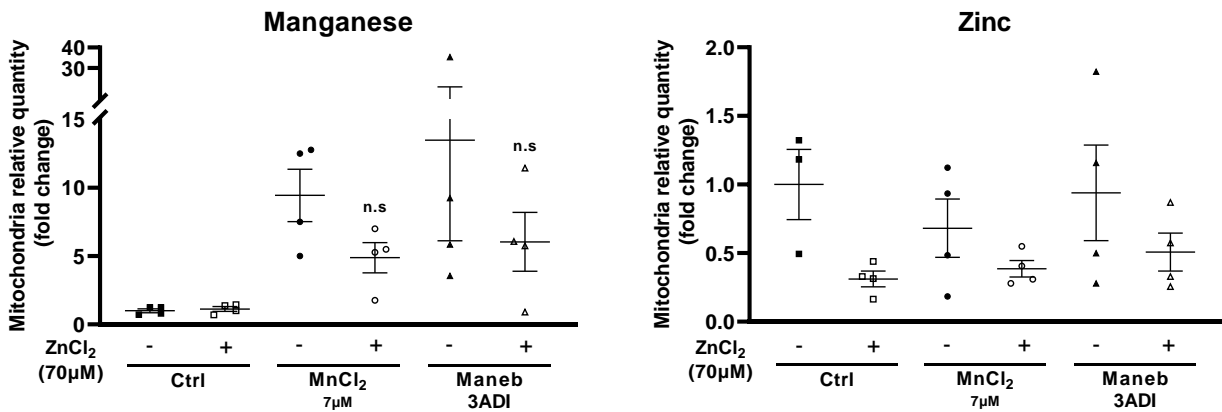 Manganese
Mitochondria relative quantity
(fold change)
40
30
15
10
5
0
n.s
n.s
ZnCl₂
(70µM)
- + - + - +
Ctrl
MnCl₂
7µM
Maneb
3ADI
Zinc
Mitochondria relative quantity
(fold change)
2.0
1.5
1.0
0.5
0.0
ZnCl₂
(70µM)
- + - + - +
Ctrl
MnCl₂
7µM
Maneb
3ADI